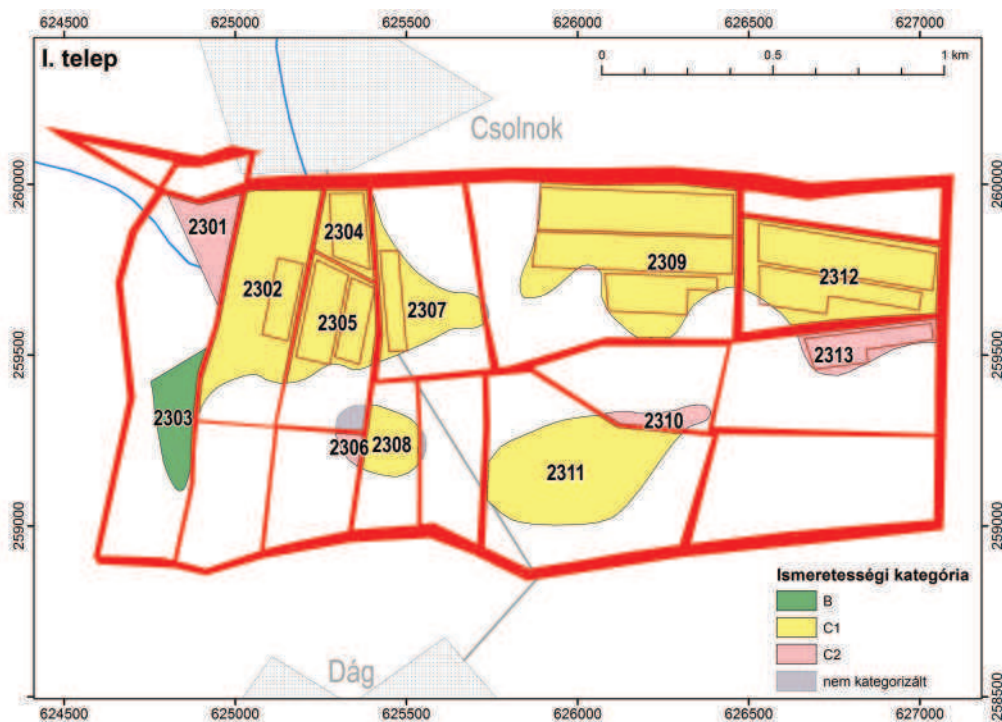 624500 625000 625500 626000 626500 627000
I. telep
0 0.5 1 km
Csolnok
260000 260000
2301
2304
2302
2305
2307
2309
2312
259500 259500
2313
2303
2306
2308
2310
2311
259000 259000
Ismeretességi kategória
B
C1
C2
nem kategorizált
Dág
258500
624500 625000 625500 626000 626500 627000